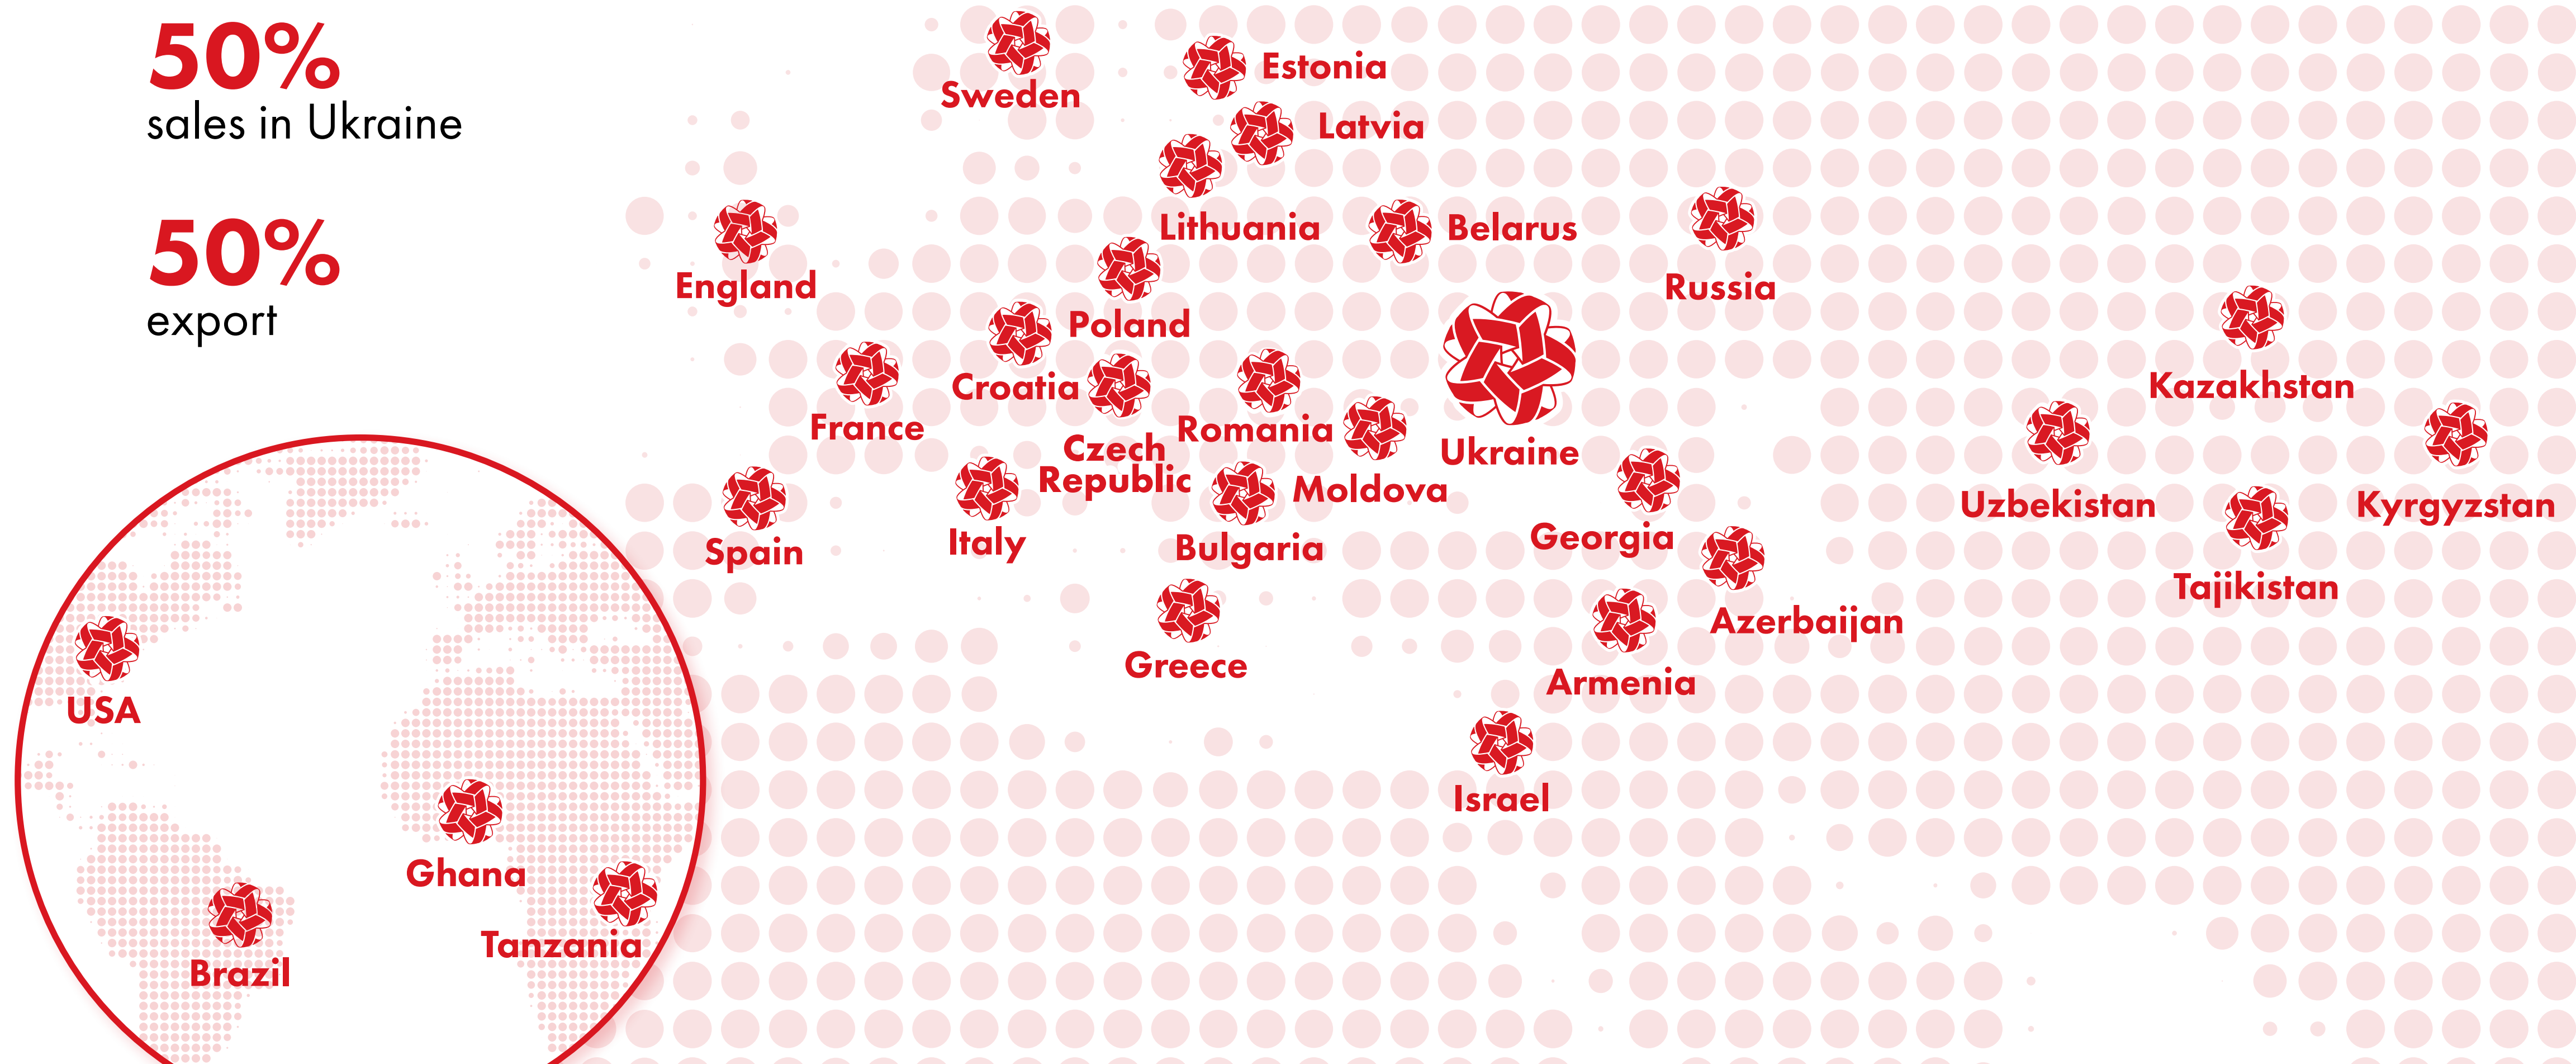 50%
sales in Ukraine
50%
export
Sweden
Estonia
Latvia
Lithuania
Belarus
England
Russia
Poland
Croatia
Kazakhstan
France
Romania
Czech
Republic
Ukraine
Moldova
Uzbekistan
Kyrgyzstan
Spain
Italy
Bulgaria
Georgia
Tajikistan
Azerbaijan
Greece
Armenia
Israel
USA
Ghana
Tanzania
Brazil